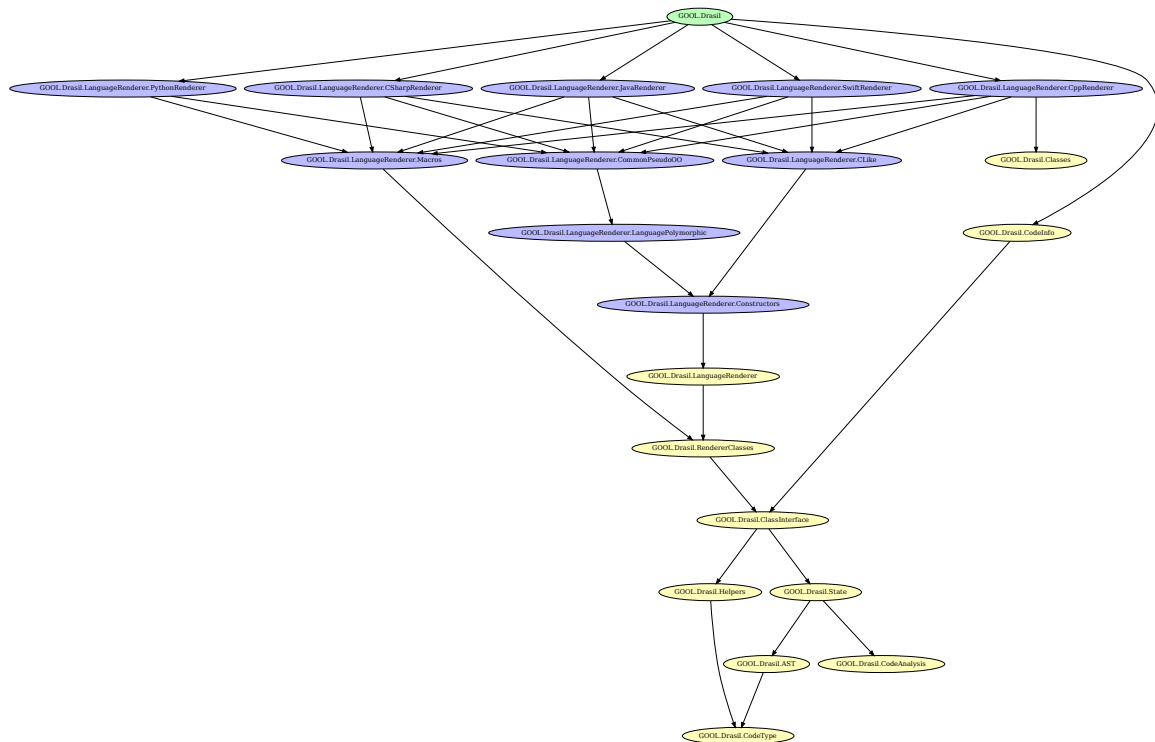 GOOL.Drasil
GOOL.Drasil.LanguageRenderer.PythonRenderer
GOOL.Drasil.LanguageRenderer.CSharpRenderer
GOOL.Drasil.LanguageRenderer.JavaRenderer
GOOL.Drasil.LanguageRenderer.SwiftRenderer
GOOL.Drasil.LanguageRenderer.CppRenderer
GOOL.Drasil.LanguageRenderer.Macros
GOOL.Drasil.LanguageRenderer.CommonPseudoOO
GOOL.Drasil.LanguageRenderer.CLike
GOOL.Drasil.Classes
GOOL.Drasil.LanguageRenderer.LanguagePolymorphic
GOOL.Drasil.CodeInfo
GOOL.Drasil.LanguageRenderer.Constructors
GOOL.Drasil.LanguageRenderer
GOOL.Drasil.RendererClasses
GOOL.Drasil.ClassInterface
GOOL.Drasil.Helpers
GOOL.Drasil.State
GOOL.Drasil.AST
GOOL.Drasil.CodeAnalysis
GOOL.Drasil.CodeType